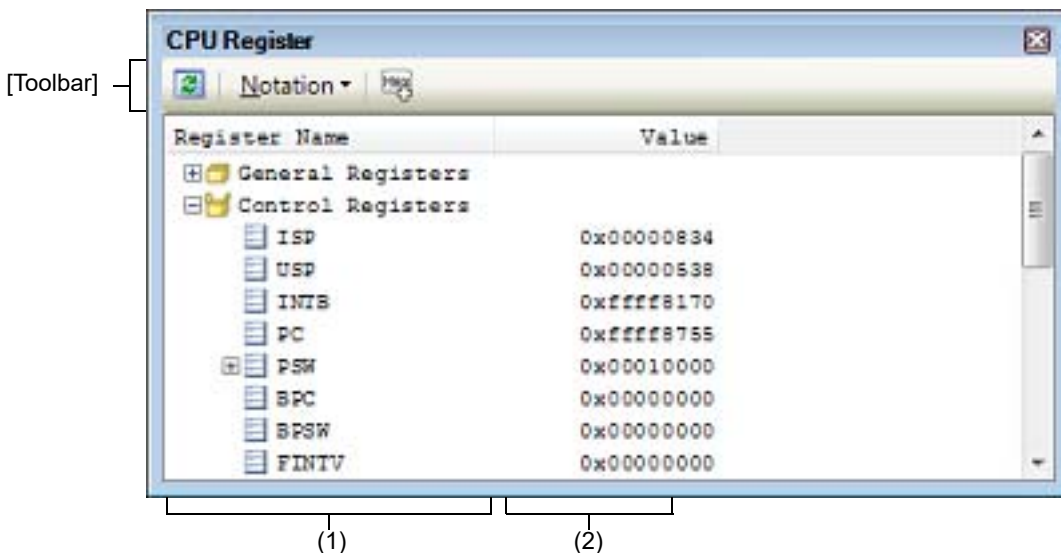 CPU Register
[Toolbar]
Notation
Hex
Register Name Value
General Registers
Control Registers
ISP 0x00000834
USP 0x00000538
INTB 0xffff8170
PC 0xffff8755
PSW 0x00010000
BPC 0x00000000
BPSW 0x00000000
FINTV 0x00000000
(1) (2)